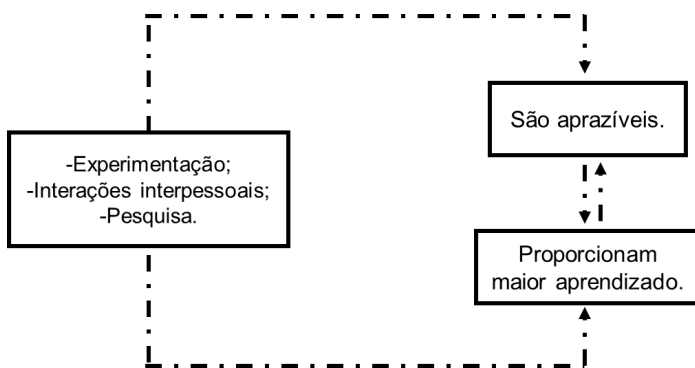 -Experimentação;
-Interações interpessoais;
-Pesquisa.
São aprazíveis.
Proporcionam
maior aprendizado.